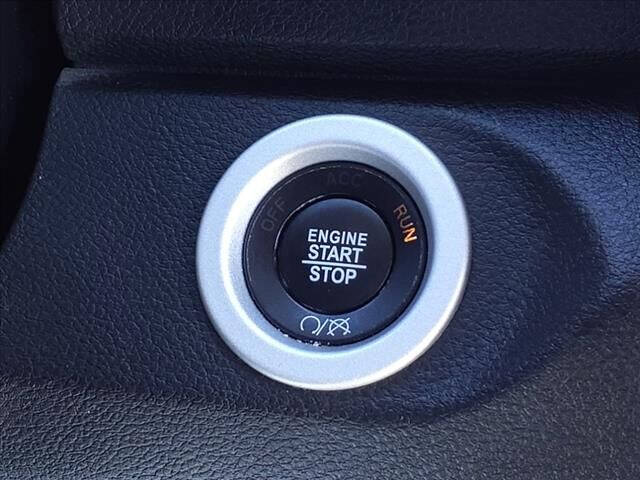 OFF ACC RUN
ENGINE
START
STOP